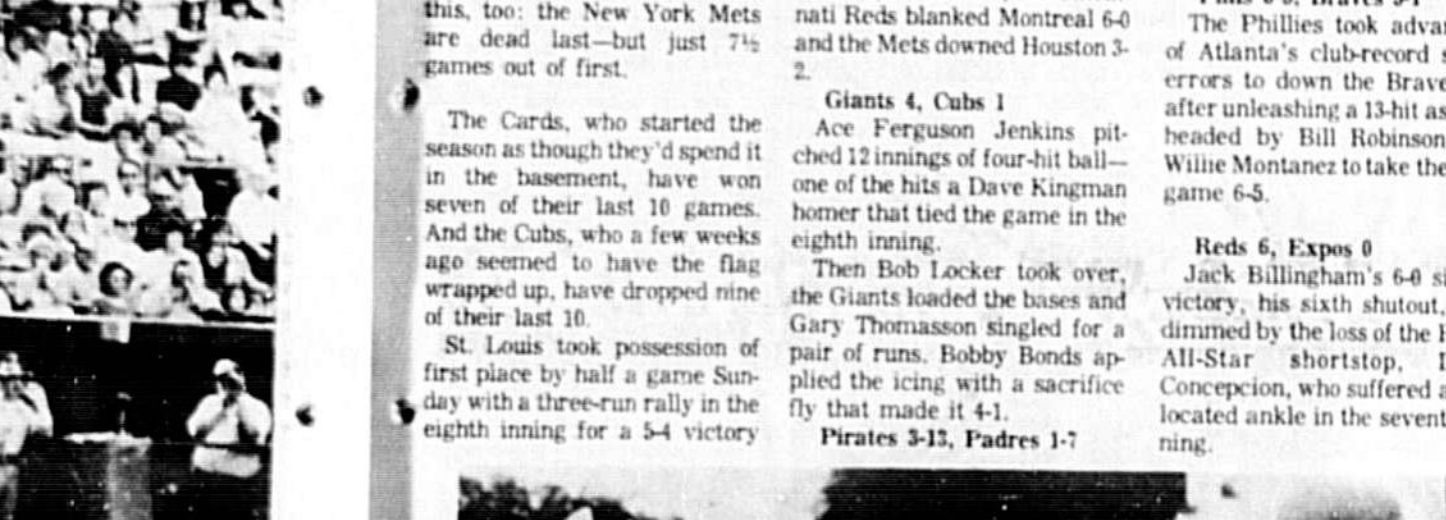 this, too: the New York Mets
are dead last—but just 7½
games out of first.
The Cards, who started the
season as though they'd spend it
in the basement, have won
seven of their last 10 games.
And the Cubs, who a few weeks
ago seemed to have the flag
wrapped up, have dropped nine
of their last 10.
St. Louis took possession of
first place by half a game Sun-
day with a three-run rally in the
eighth inning for a 5-4 victory
nati Reds blanked Montreal 6-0
and the Mets downed Houston 3-
2.
Giants 4, Cubs 1
Ace Ferguson Jenkins pit-
ched 12 innings of four-hit ball—
one of the hits a Dave Kingman
homer that tied the game in the
eighth inning.
Then Bob Locker took over,
the Giants loaded the bases and
Gary Thomasson singled for a
pair of runs. Bobby Bonds ap-
plied the icing with a sacrifice
fly that made it 4-1.
Pirates 3-13, Padres 1-7
The Phillies took advan
of Atlanta's club-record s
errors to down the Brave
after unleashing a 13-hit as
headed by Bill Robinson
Willie Montanez to take the
game 6-5.
Reds 6, Expos 0
Jack Billingham's 6-0 s
victory, his sixth shutout,
dimmed by the loss of the
All-Star shortstop,
Concepcion, who suffered a
located ankle in the sevent
ning.